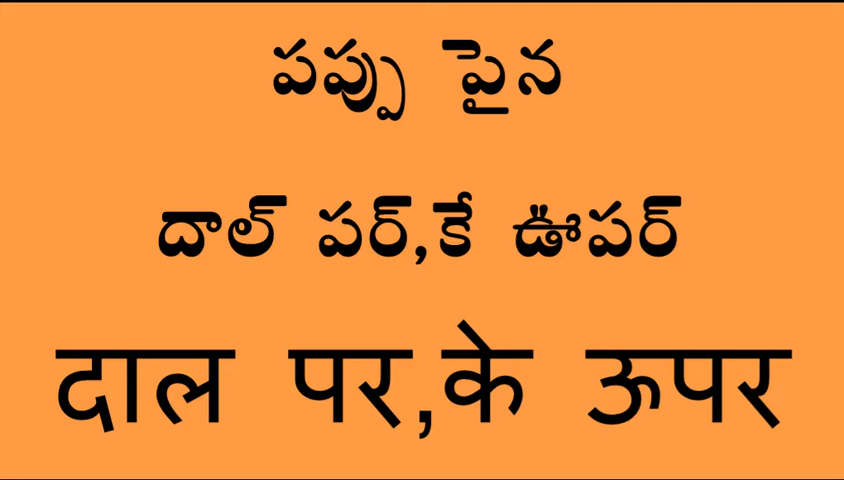 పప్పు పైన
దాల్ పర్,కే ఊపర్
दाल पर,के ऊपर